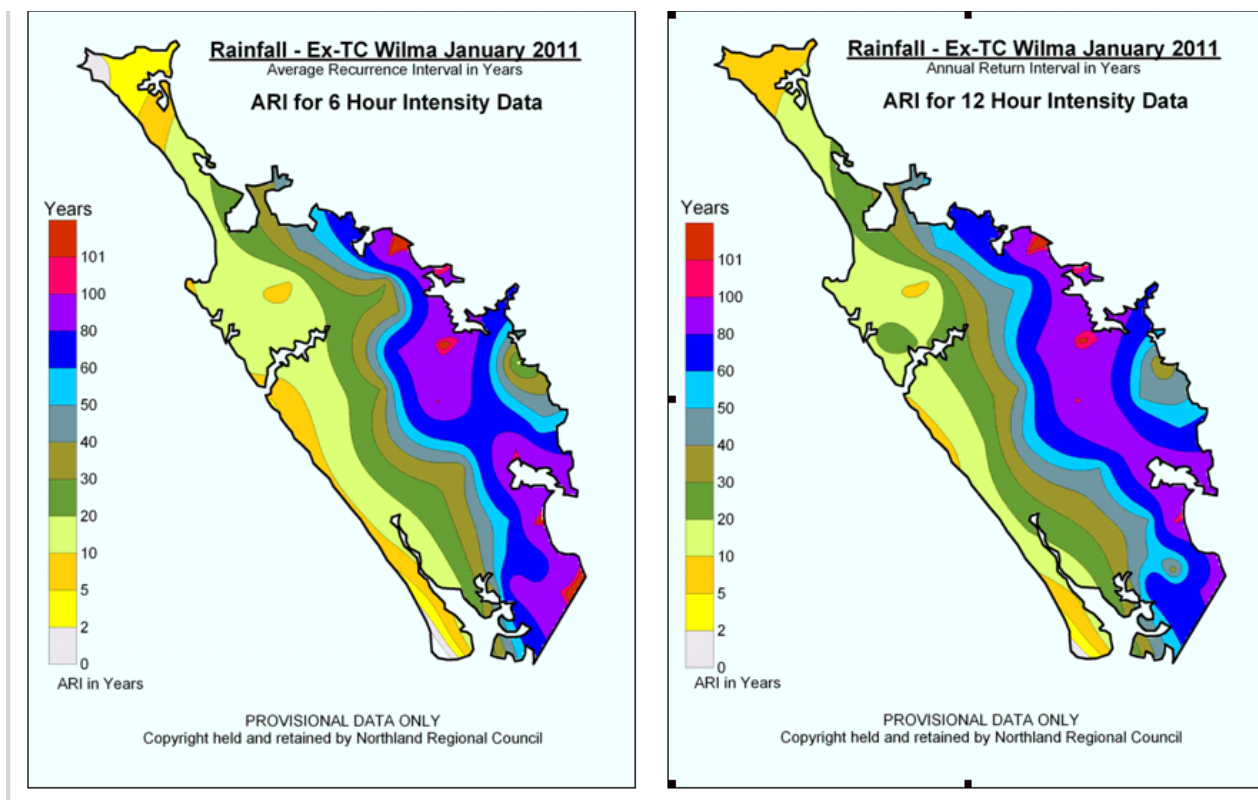 Rainfall - Ex-TC Wilma January 2011
Average Recurrence Interval in Years
ARI for 6 Hour Intensity Data
Years
101
100
80
60
50
40
30
20
10
5
2
0
ARI in Years
PROVISIONAL DATA ONLY
Copyright held and retained by Northland Regional Council
Rainfall - Ex-TC Wilma January 2011
Annual Return Interval in Years
ARI for 12 Hour Intensity Data
Years
101
100
80
60
50
40
30
20
10
5
2
0
ARI in Years
PROVISIONAL DATA ONLY
Copyright held and retained by Northland Regional Council